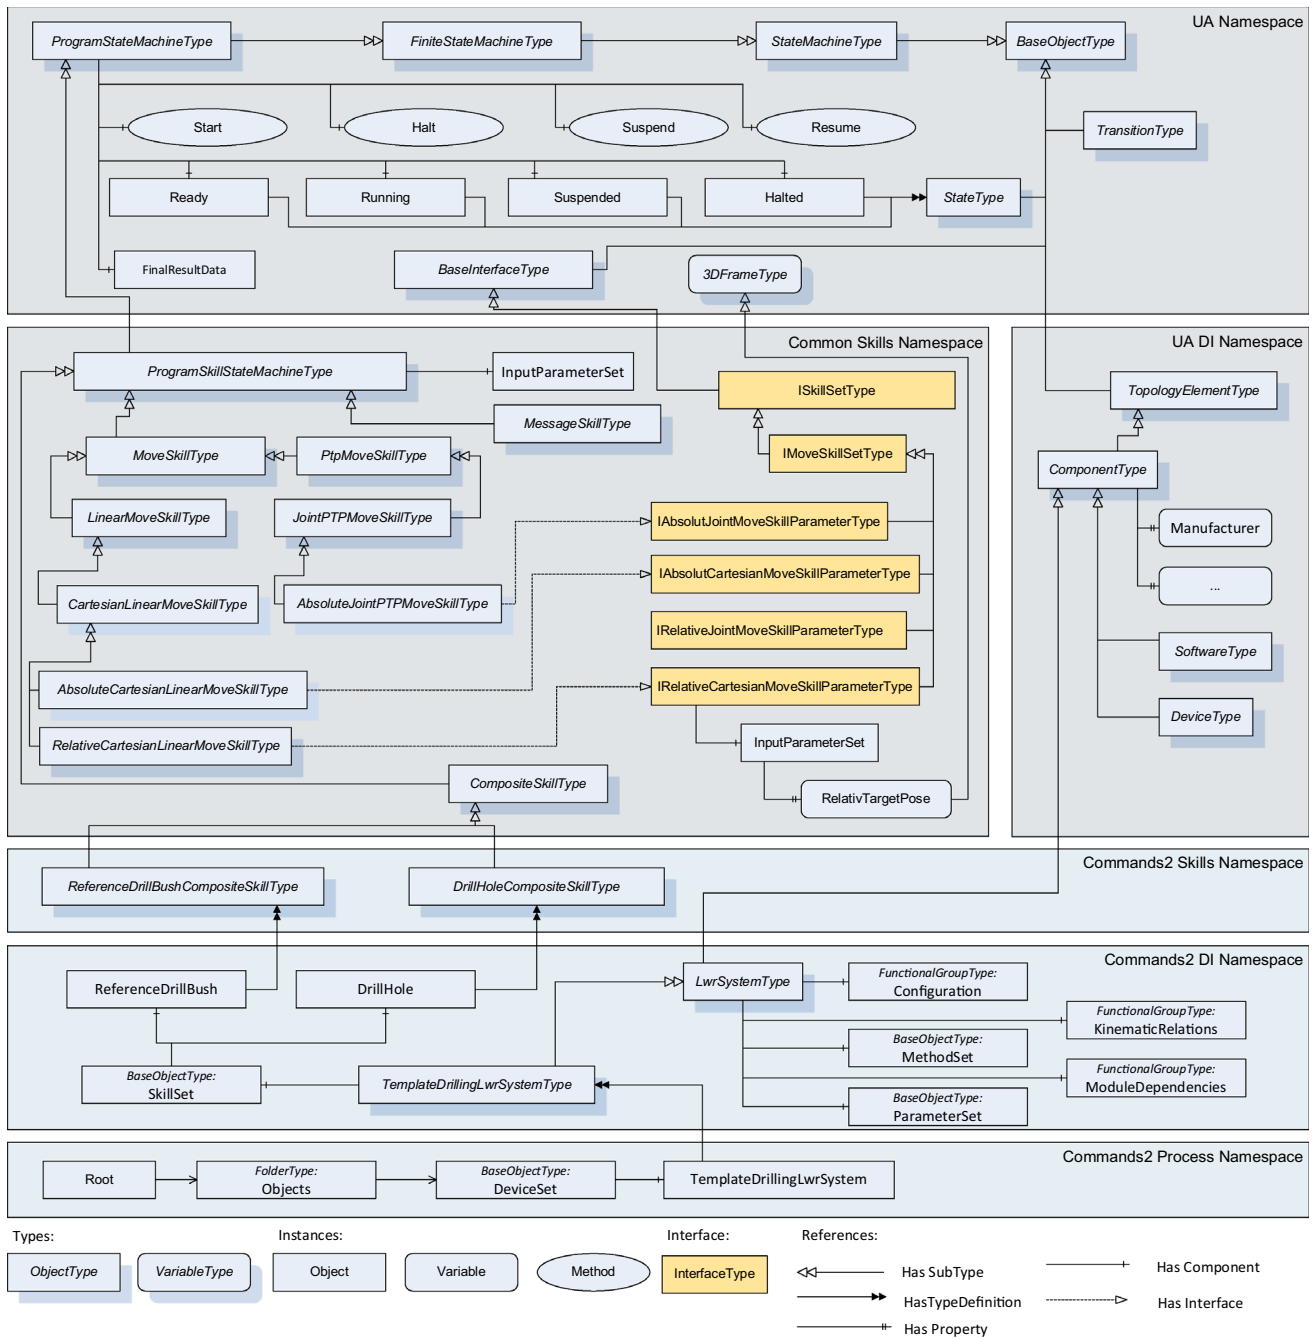 UA Namespace
ProgramStateMachineType
FiniteStateMachineType
StateMachineType
BaseObjectType
Start
Halt
Suspend
Resume
TransitionType
Ready
Running
Suspended
Halted
StateType
FinalResultData
BaseInterfaceType
3DFrameType
Common Skills Namespace
ProgramSkillStateMachineType
InputParameterSet
ISkillSetType
MessageSkillType
MoveSkillType
PtpMoveSkillType
IMoveSkillSetType
LinearMoveSkillType
JointPTPMoveSkillType
IAbsolutJointMoveSkillParameterType
IAbsolutCartesianMoveSkillParameterType
CartesianLinearMoveSkillType
AbsoluteJointPTPMoveSkillType
IRelativeJointMoveSkillParameterType
AbsoluteCartesianLinearMoveSkillType
IRelativeCartesianMoveSkillParameterType
RelativeCartesianLinearMoveSkillType
InputParameterSet
CompositeSkillType
RelativTargetPose
UA DI Namespace
TopologyElementType
ComponentType
Manufacturer
...
SoftwareType
DeviceType
Commands2 Skills Namespace
ReferenceDrillBushCompositeSkillType
DrillHoleCompositeSkillType
Commands2 DI Namespace
ReferenceDrillBush
DrillHole
LwrSystemType
FunctionalGroupType:
Configuration
FunctionalGroupType:
KinematicRelations
BaseObjectType:
MethodSet
BaseObjectType:
SkillSet
TemplateDrillingLwrSystemType
FunctionalGroupType:
ModuleDependencies
BaseObjectType:
ParameterSet
Commands2 Process Namespace
Root
FolderType:
Objects
BaseObjectType:
DeviceSet
TemplateDrillingLwrSystem
Types:
Instances:
Interface:
References:
ObjectType
VariableType
Object
Variable
Method
InterfaceType
Has SubType
Has Component
HasTypeDefinition
Has Interface
Has Property